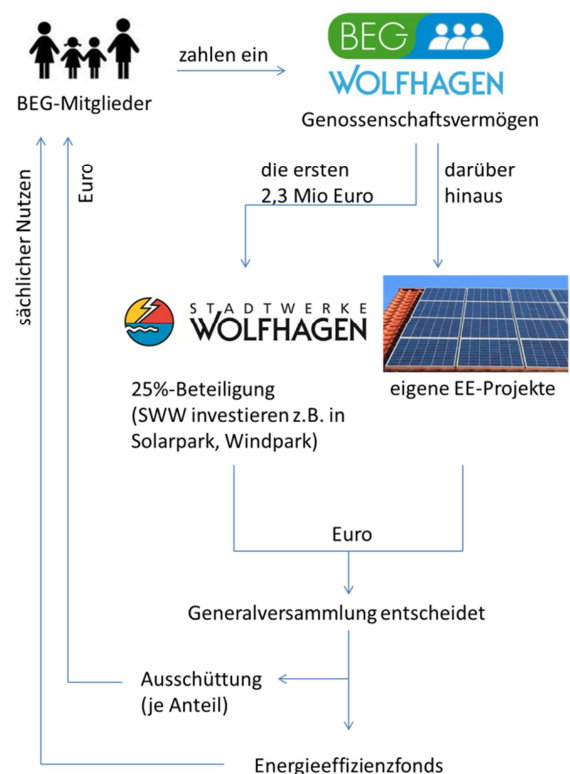 BEG
WOLFHAGEN
zahlen ein
BEG-Mitglieder
Genossenschaftsvermögen
die ersten
2,3 Mio Euro
darüber
hinaus
sächlicher Nutzen
Euro
STADTWERKE
WOLFHAGEN
25%-Beteiligung
(SWW investieren z.B. in
Solarpark, Windpark)
eigene EE-Projekte
Euro
Generalversammlung entscheidet
Ausschüttung
(je Anteil)
Energieeffizienzfonds